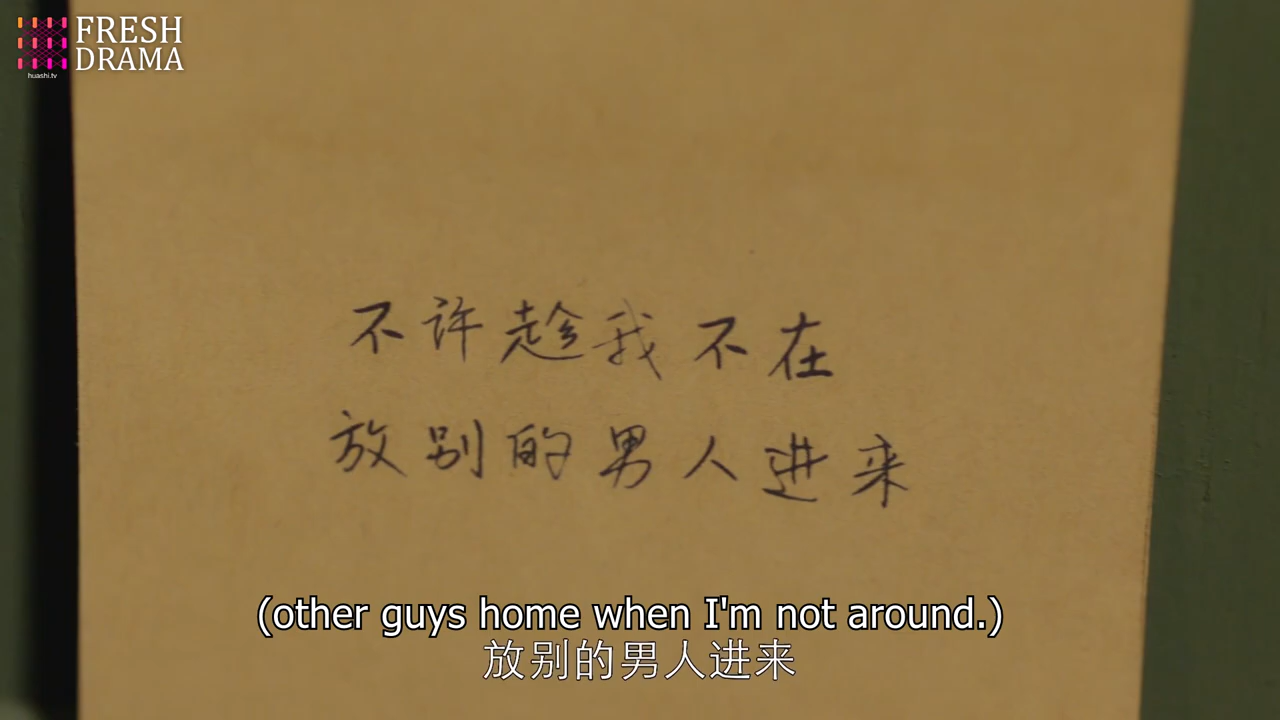 FRESH
DRAMA
huashi.tv
不许趁我不在
放别的男人进来
(other guys home when I'm not around.)
放别的男人进来